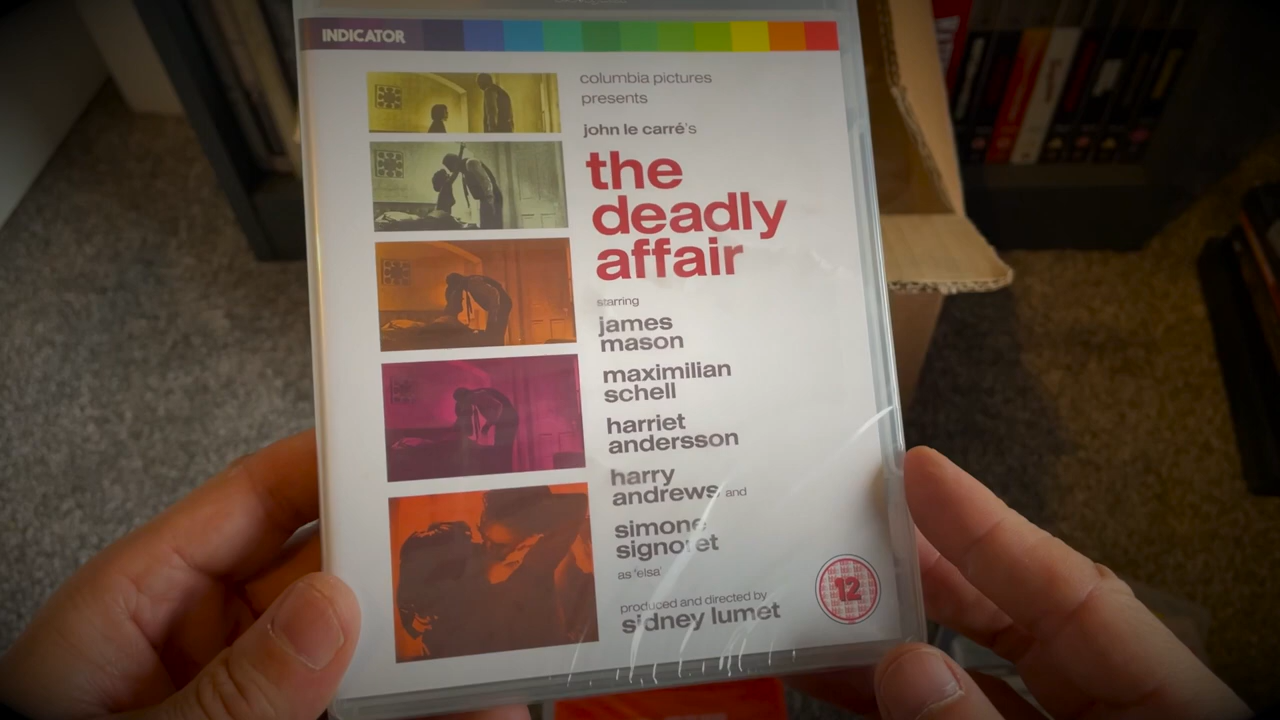 INDICATOR
columbia pictures
presents
john le carré's
the
deadly
affair
starring
james
mason
maximilian
schell
harriet
andersson
harry
andrews and
simone
signoret
as 'elsa'
produced and directed by
sidney lumet
12